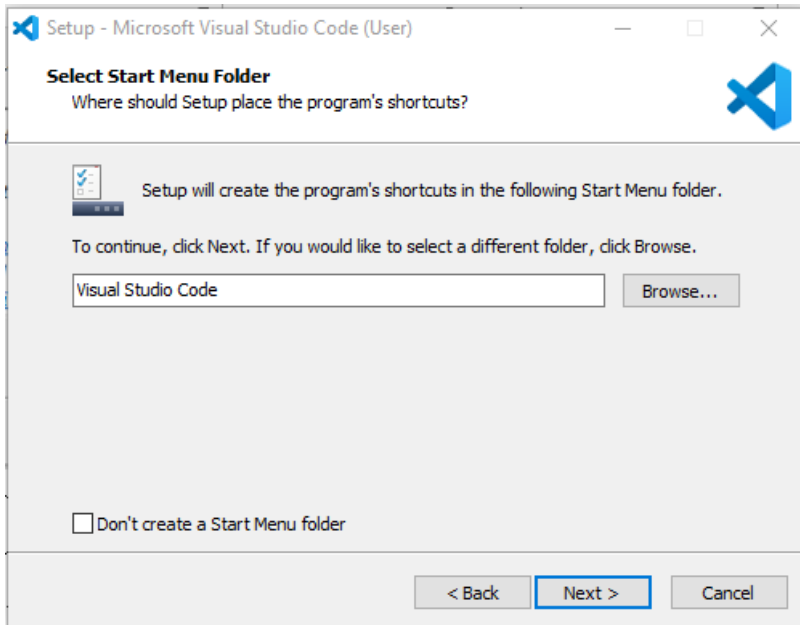 Setup - Microsoft Visual Studio Code (User)
Select Start Menu Folder
Where should Setup place the program's shortcuts?
Setup will create the program's shortcuts in the following Start Menu folder.
To continue, click Next. If you would like to select a different folder, click Browse.
Visual Studio Code
Browse...
Don't create a Start Menu folder
< Back
Next >
Cancel